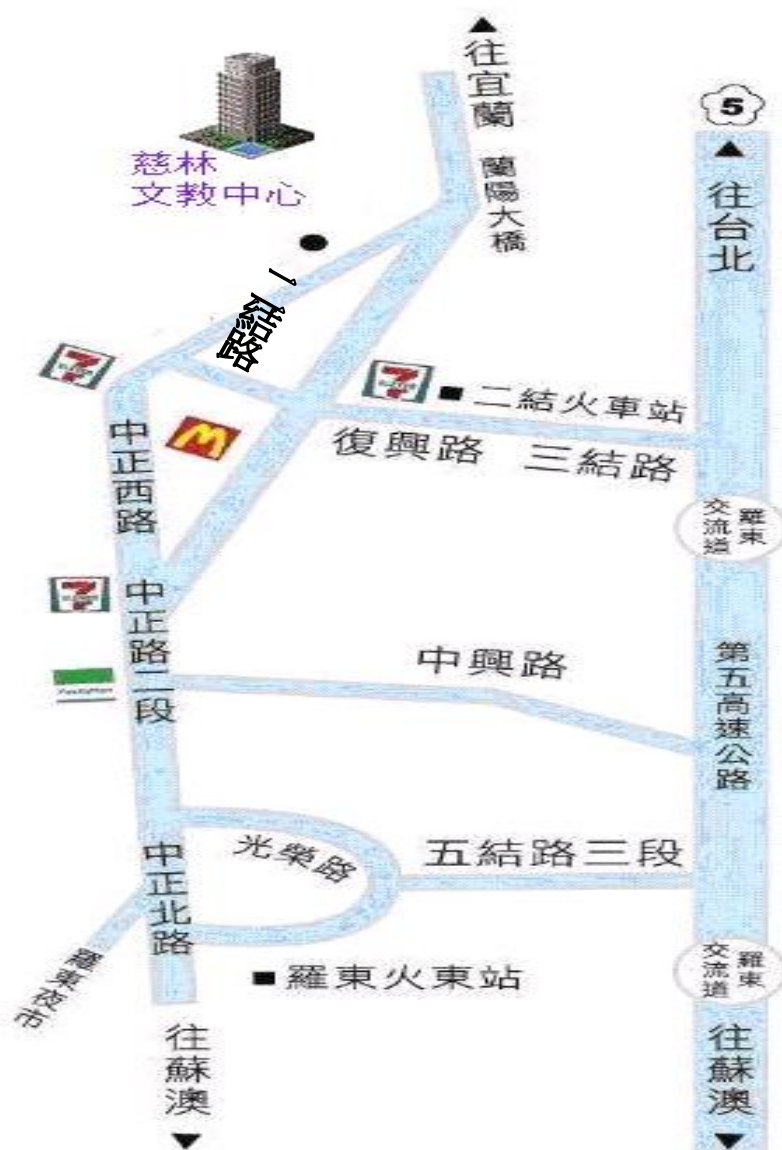 往宜蘭
蘭陽大橋
5
往台北
慈林
文教中心
二結火車站
復興路 三結路
中正西路
羅東
交流道
中正路二段
中興路
第五高速公路
FamilyMart
光榮路
五結路三段
中正北路
羅東夜市
羅東火東站
羅東
交流道
往蘇澳
往蘇澳